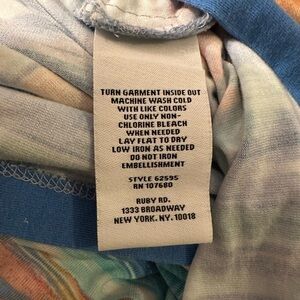 TURN GARMENT INSIDE OUT
MACHINE WASH COLD
WITH LIKE COLORS
USE ONLY NON-
CHLORINE BLEACH
WHEN NEEDED
LAY FLAT TO DRY
LOW IRON AS NEEDED
DO NOT IRON
EMBELLISHMENT
STYLE 62595
RN 107680
RUBY RD.
1333 BROADWAY
NEW YORK, NY. 10018